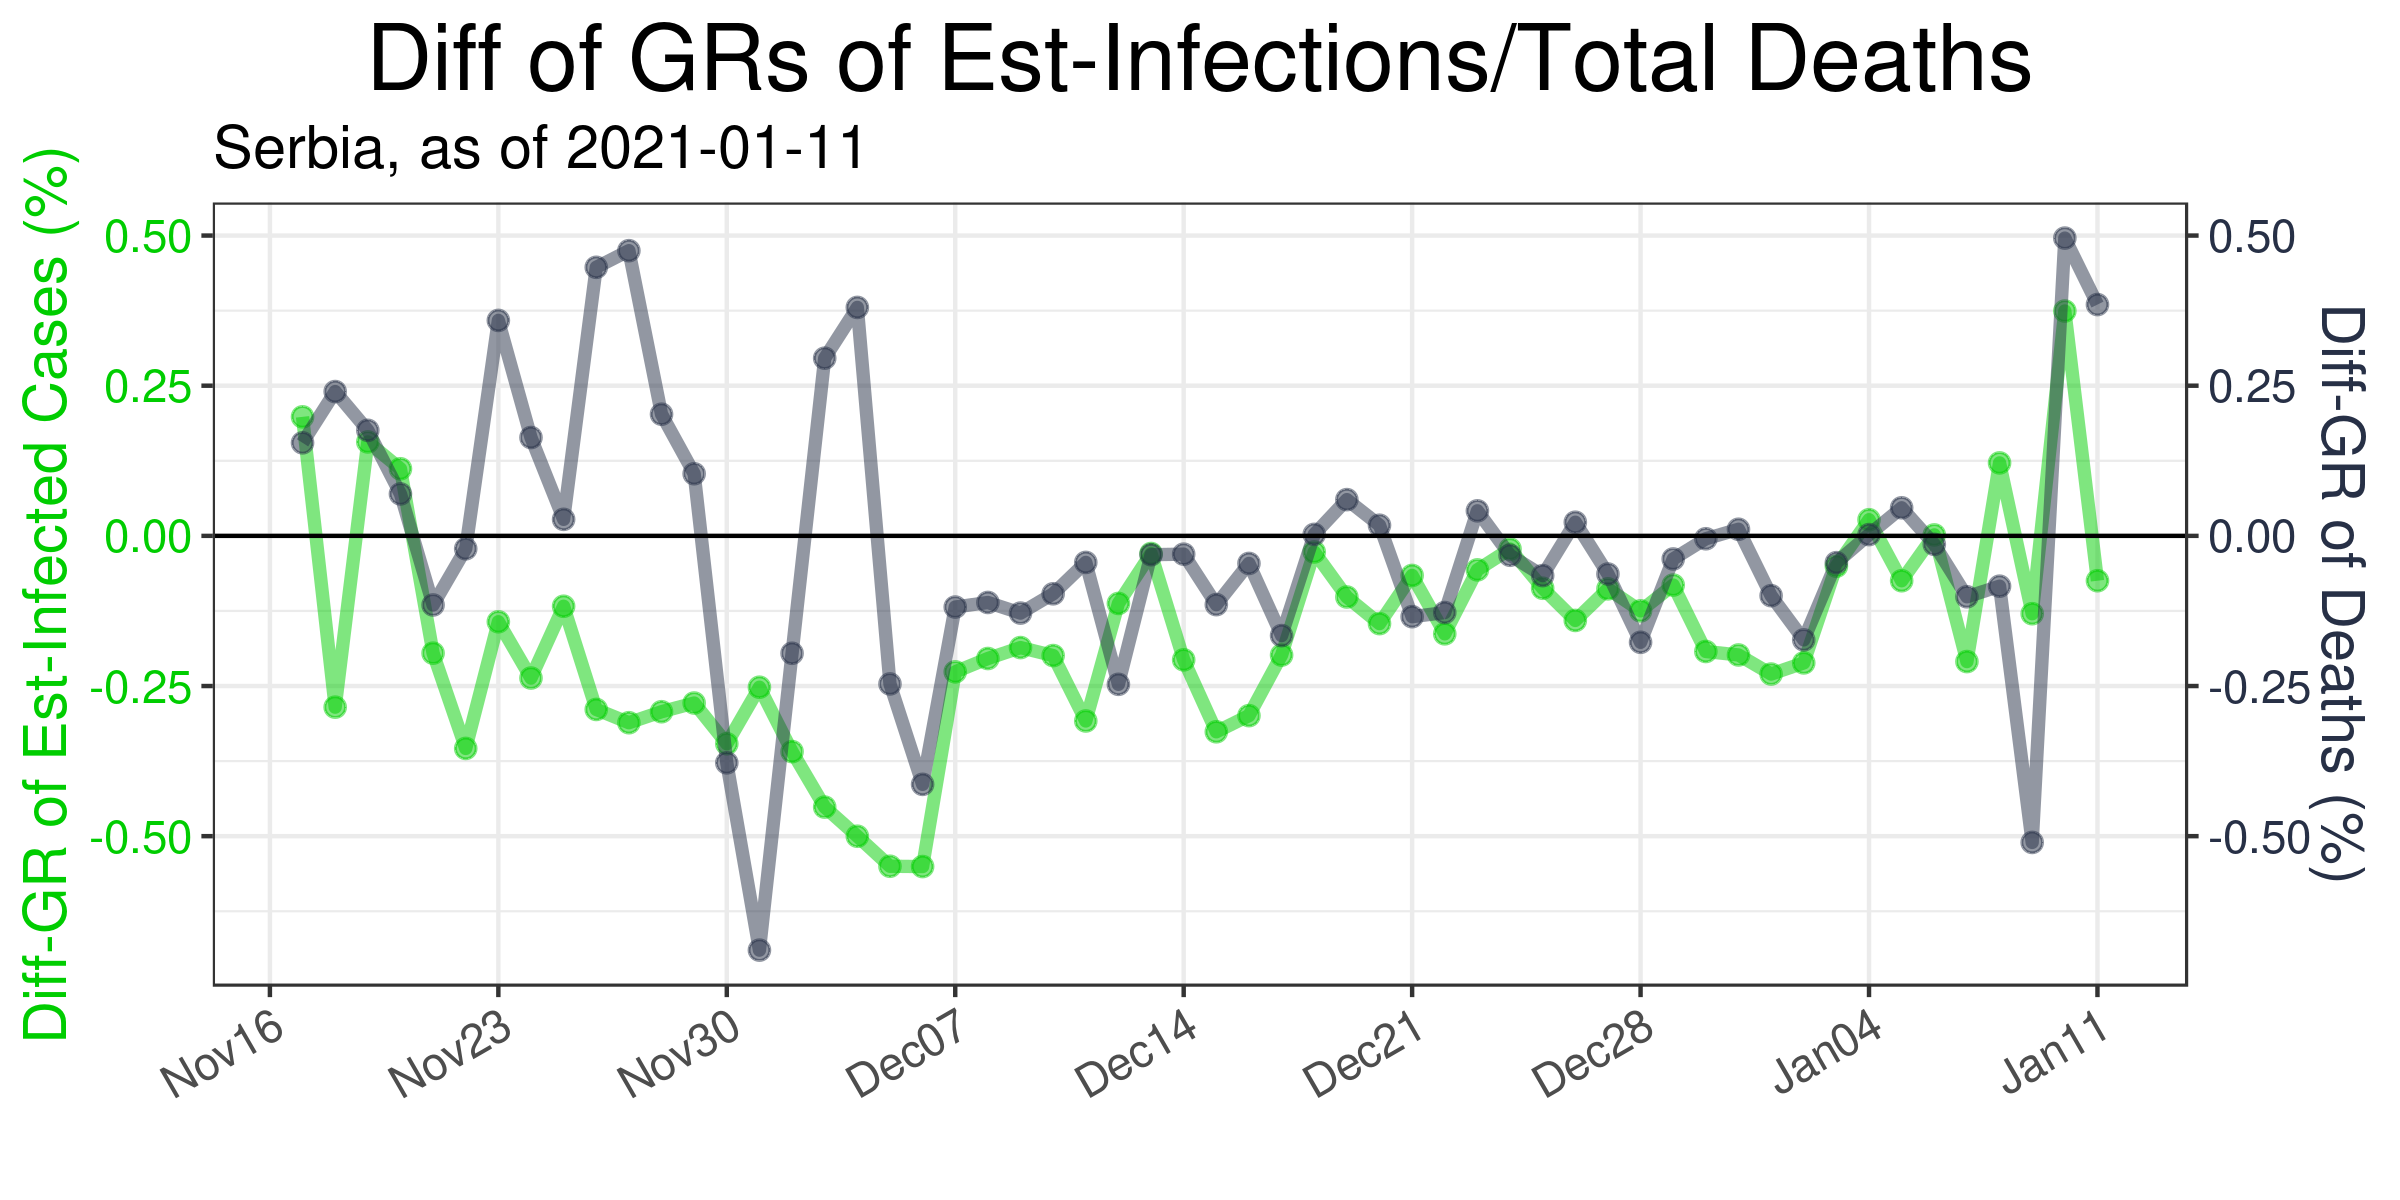 Diff of GRs of Est-Infections/Total Deaths
Serbia, as of 2021-01-11
Diff-GR of Est-Infected Cases (%)
0.50
0.25
0.00
-0.25
-0.50
0.50
0.25
0.00
-0.25
-0.50
Diff-GR of Deaths (%)
Nov16
Nov23
Nov30
Dec07
Dec14
Dec21
Dec28
Jan04
Jan11